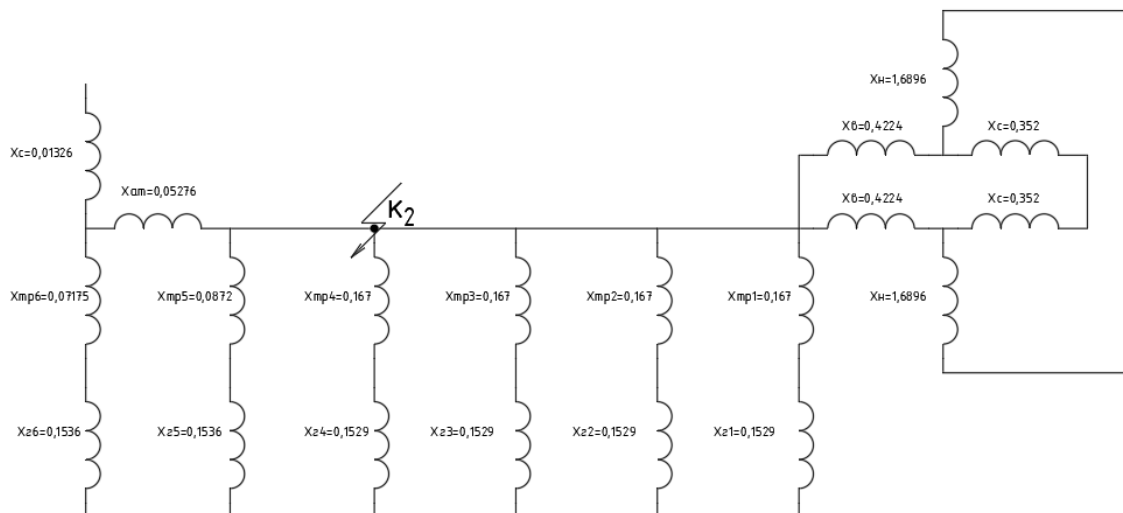 Xн=1,6896
Xв=0,4224
Xс=0,352
Xс=0,01326
Xат=0,05276
К2
Xв=0,4224
Xс=0,352
Xтр6=0,07175
Xтр5=0,0872
Xтр4=0,167
Xтр3=0,167
Xтр2=0,167
Xтр1=0,167
Xн=1,6896
Xг6=0,1536
Xг5=0,1536
Xг4=0,1529
Xг3=0,1529
Xг2=0,1529
Xг1=0,1529